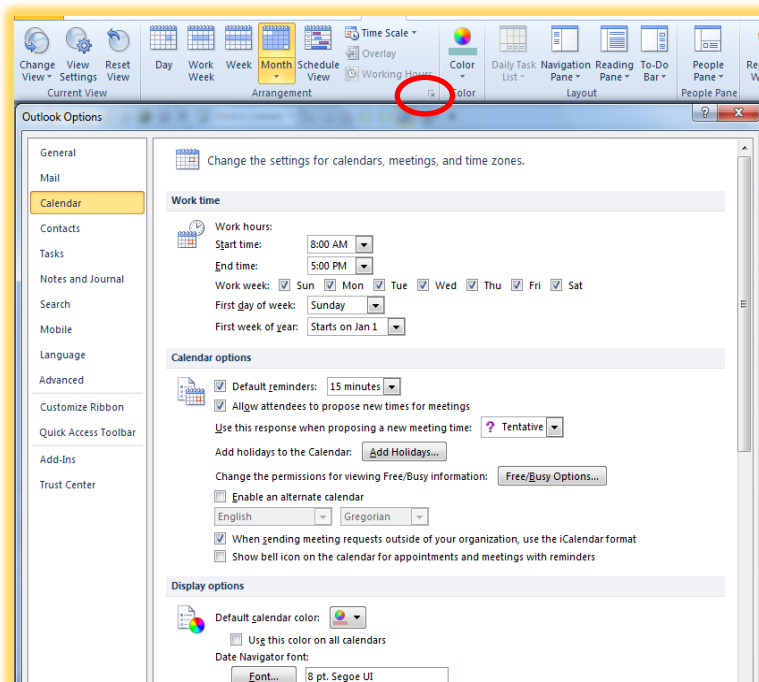 Time Scale
Overlay
Working Hours
Change View
View Settings
Reset View
Day
Work Week
Week
Month
Schedule View
Color
Daily Task List
Navigation Pane
Reading Pane
To-Do Bar
People Pane
Current View
Arrangement
Color
Layout
People Pane
Outlook Options
General
Mail
Calendar
Contacts
Tasks
Notes and Journal
Search
Mobile
Language
Advanced
Customize Ribbon
Quick Access Toolbar
Add-Ins
Trust Center
Change the settings for calendars, meetings, and time zones.
Work time
Work hours:
Start time: 8:00 AM
End time: 5:00 PM
Work week: Sun Mon Tue Wed Thu Fri Sat
First day of week: Sunday
First week of year: Starts on Jan 1
Calendar options
Default reminders: 15 minutes
Allow attendees to propose new times for meetings
Use this response when proposing a new meeting time: ? Tentative
Add holidays to the Calendar: Add Holidays...
Change the permissions for viewing Free/Busy information: Free/Busy Options...
Enable an alternate calendar
English Gregorian
When sending meeting requests outside of your organization, use the iCalendar format
Show bell icon on the calendar for appointments and meetings with reminders
Display options
Default calendar color:
Use this color on all calendars
Date Navigator font:
Font... 8 pt. Segoe UI